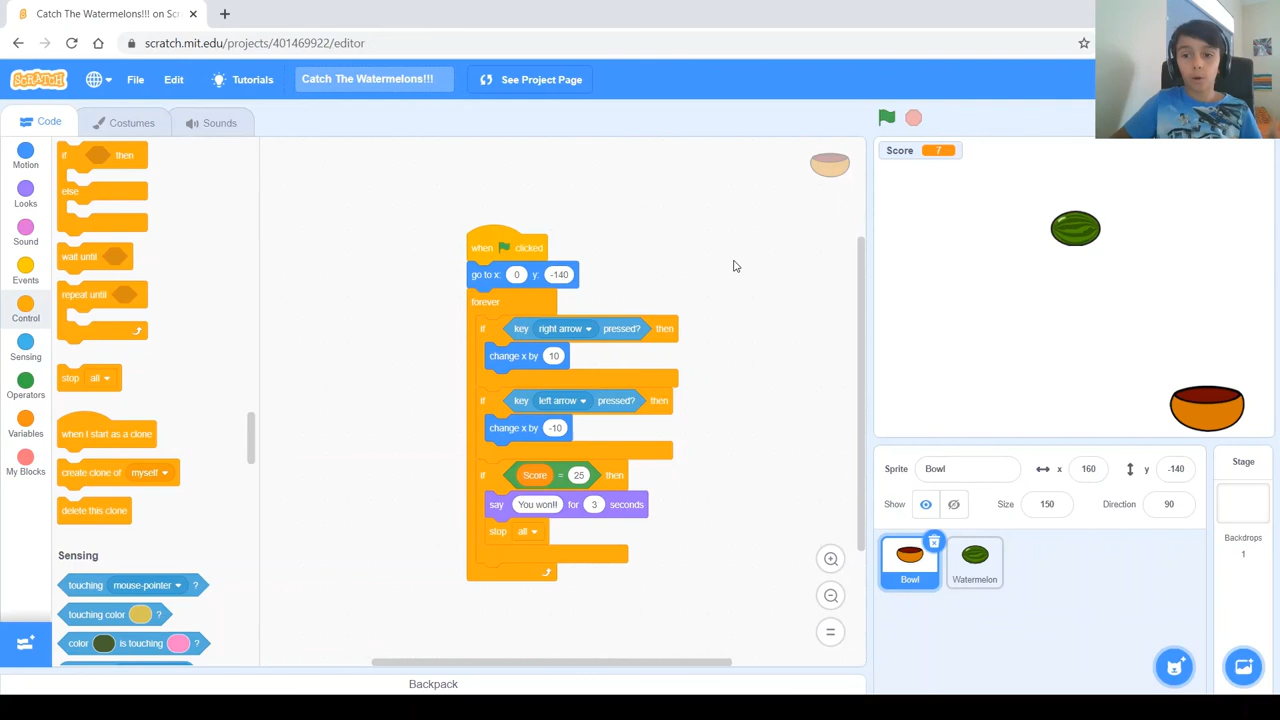 Catch The Watermelons!!! on Scr
scratch.mit.edu/projects/401469922/editor
SCRATCH File Edit Tutorials Catch The Watermelons!!! See Project Page
Code Costumes Sounds
Motion
Looks
Sound
Events
Control
Sensing
Operators
Variables
My Blocks
if then
else
wait until
repeat until
stop all
when I start as a clone
create clone of myself
delete this clone
Sensing
touching mouse-pointer ?
touching color ?
color is touching ?
when clicked
go to x: 0 y: -140
forever
if key right arrow pressed? then
change x by 10
if key left arrow pressed? then
change x by -10
if Score = 25 then
say You won!! for 3 seconds
stop all
Score 7
Sprite Bowl x 160 y -140
Show Size 150 Direction 90
Bowl Watermelon
Stage
Backdrops
1
Backpack